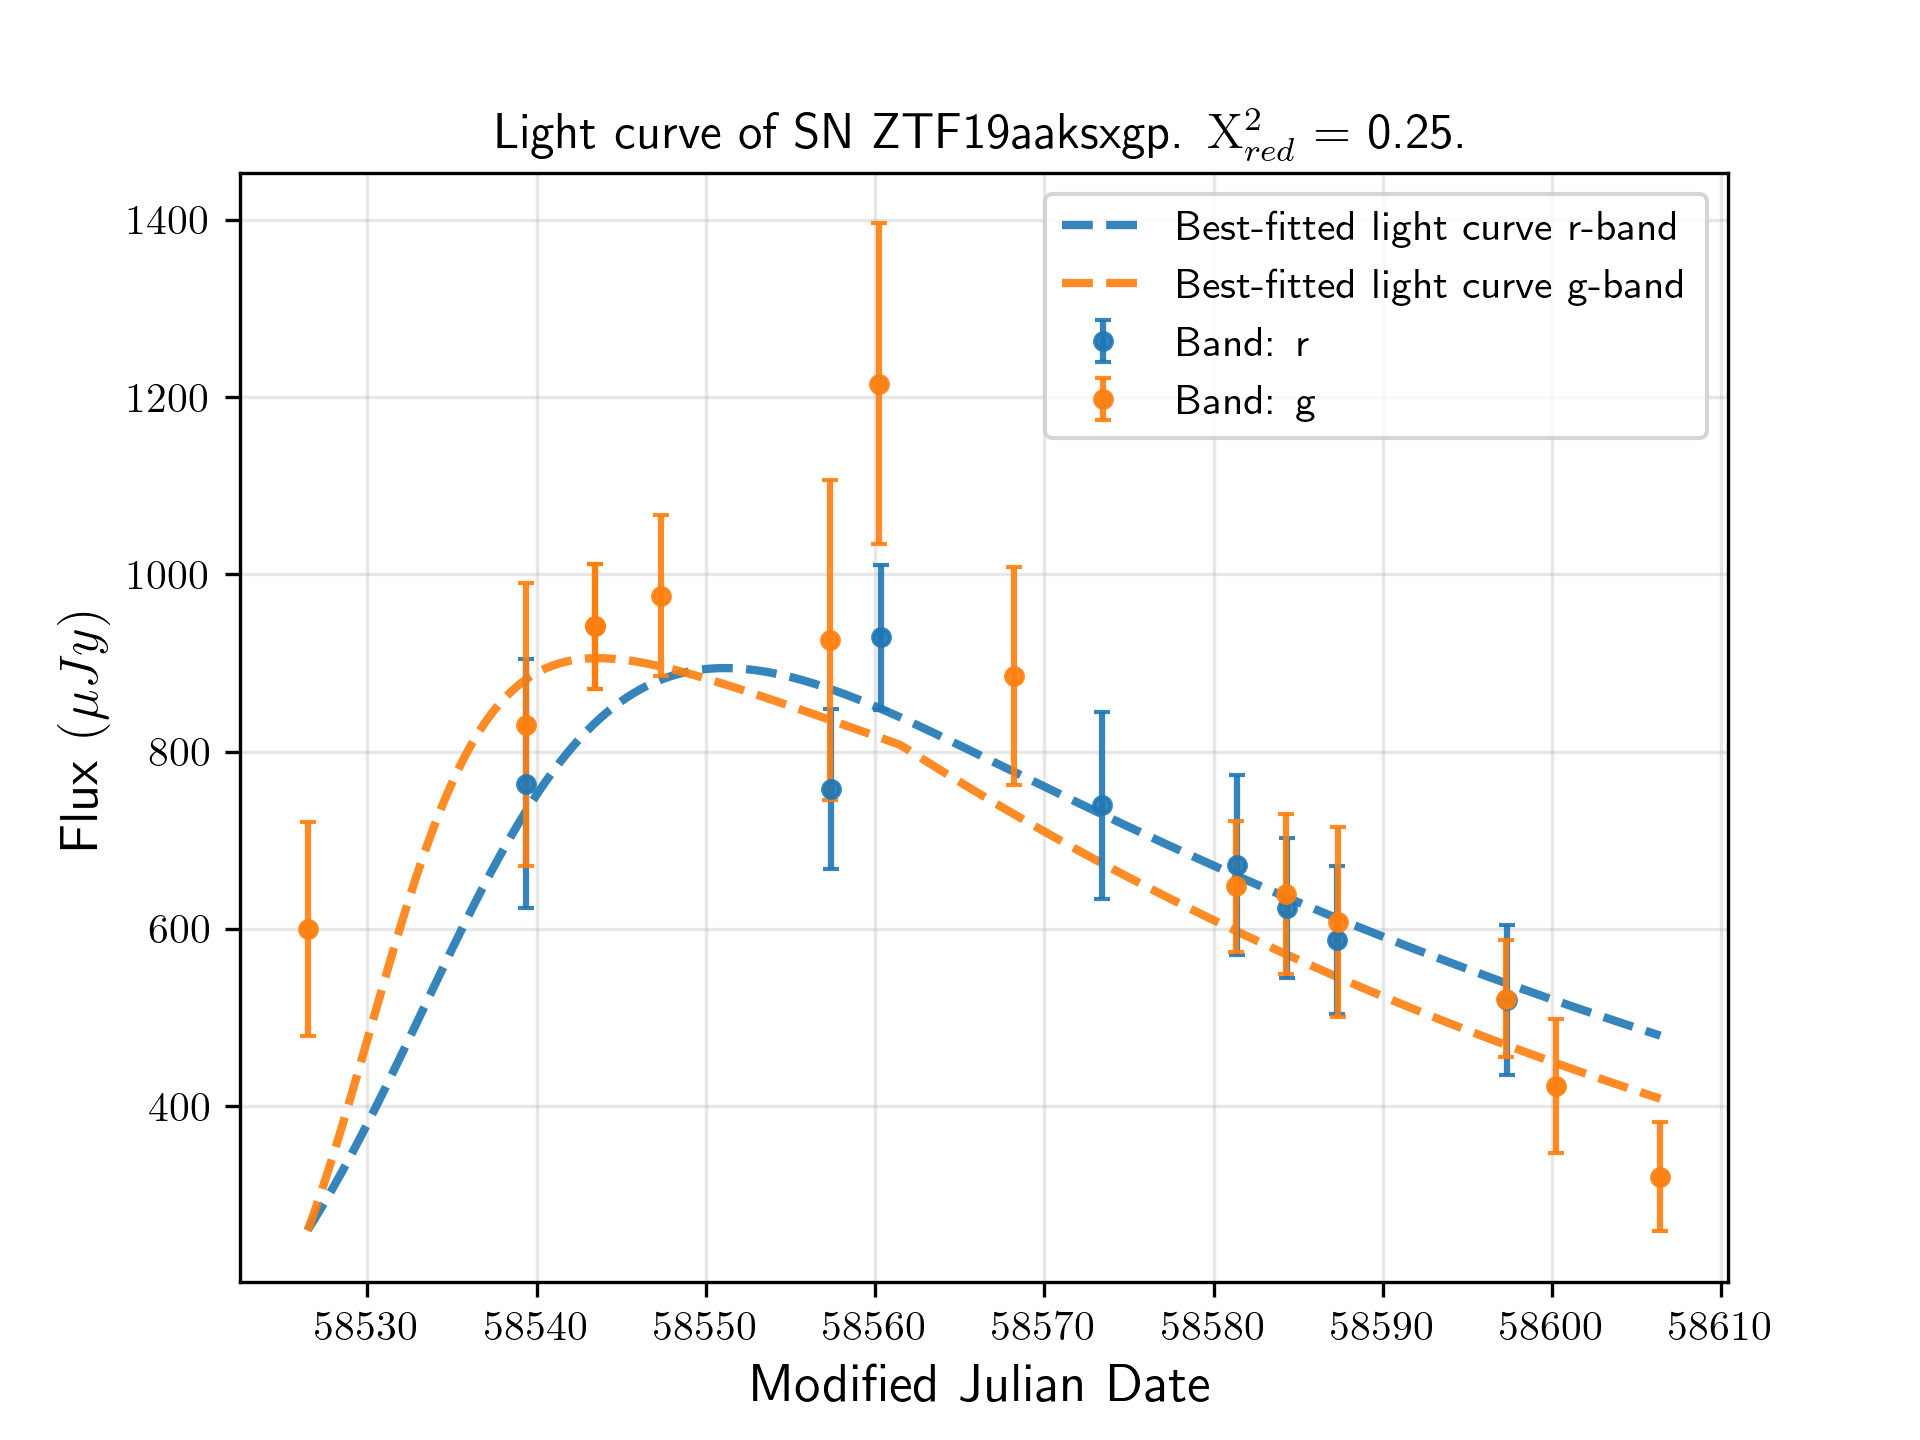 Light curve of SN ZTF19aaksxgp. X²_red = 0.25.
Best-fitted light curve r-band
Best-fitted light curve g-band
Band: r
Band: g
1400
1200
1000
800
600
400
Flux (μJy)
58530 58540 58550 58560 58570 58580 58590 58600 58610
Modified Julian Date